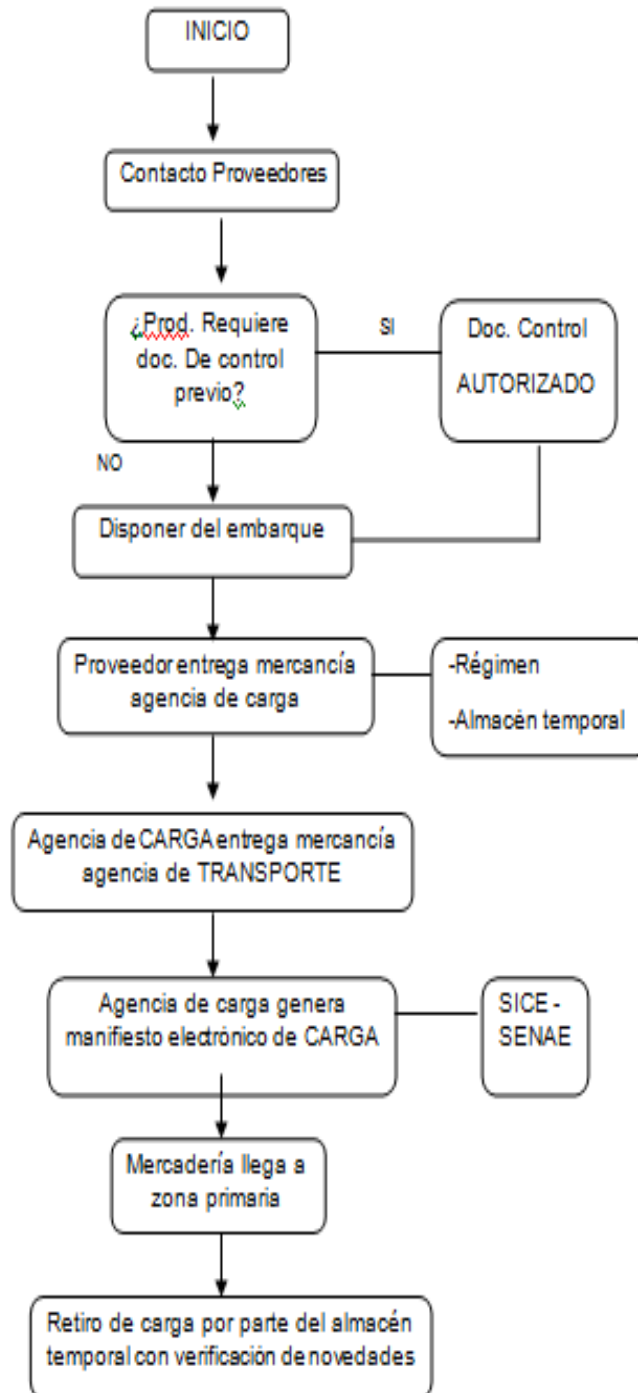 INICIO
Contacto Proveedores
¿Prod. Requiere
doc. De control
previo?
SI
Doc. Control
AUTORIZADO
NO
Disponer del embarque
Proveedor entrega mercancía
agencia de carga
-Régimen
-Almacén temporal
Agencia de CARGA entrega mercancía
agencia de TRANSPORTE
Agencia de carga genera
manifiesto electrónico de CARGA
SICE -
SENAE
Mercadería llega a
zona primaria
Retiro de carga por parte del almacén
temporal con verificación de novedades